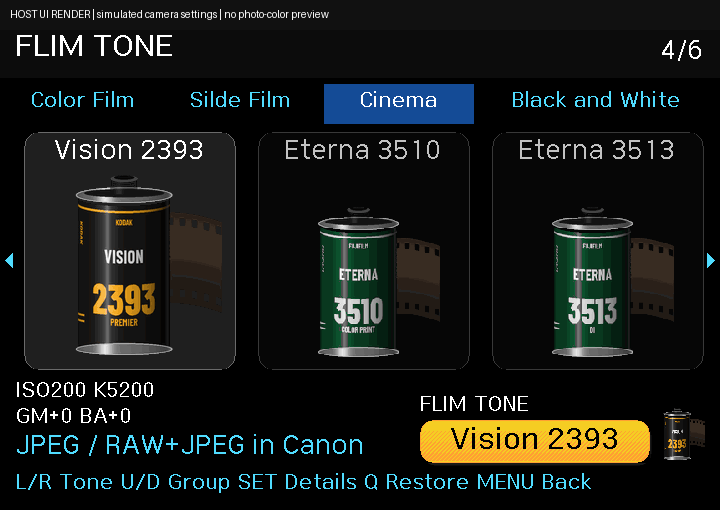 HOST UI RENDER | simulated camera settings | no photo-color preview
FLIM TONE
4/6
Color Film
Silde Film
Cinema
Black and White
Vision 2393
Eterna 3510
Eterna 3513
KODAK
KODAK
VISION
2393
PREMIER
FUJIFILM
ETERNA
3510
COLOR PRINT
FUJIFILM
ETERNA
3513
DI
ISO200 K5200
GM+0 BA+0
JPEG / RAW+JPEG in Canon
FLIM TONE
Vision 2393
VISION
2393
L/R Tone U/D Group SET Details Q Restore MENU Back